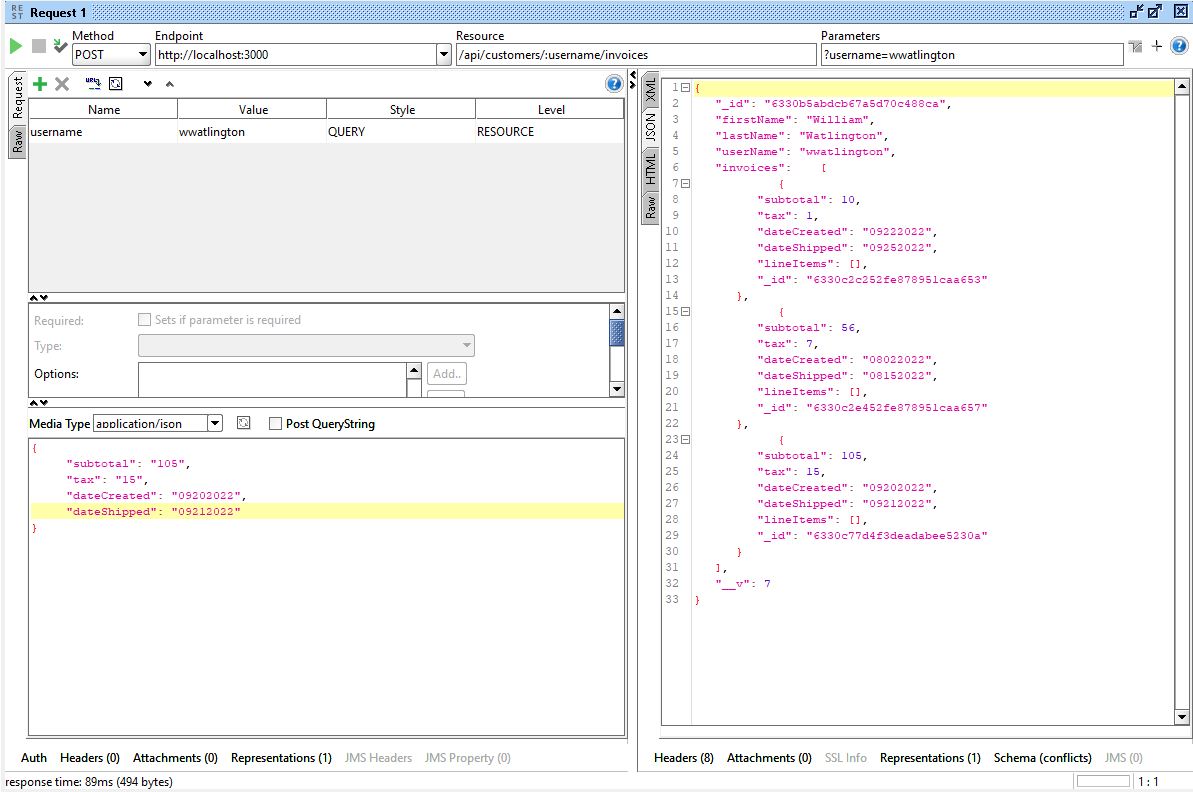 RE ST Request 1
Method Endpoint Resource Parameters
POST http://localhost:3000 /api/customers/:username/invoices ?username=wwatlington
Request
Raw
Name Value Style Level
username wwatlington QUERY RESOURCE
Required: Sets if parameter is required
Type:
Options: Add..
Media Type application/json Post QueryString
{
"subtotal": "105",
"tax": "15",
"dateCreated": "09202022",
"dateShipped": "09212022"
}
Auth Headers (0) Attachments (0) Representations (1) JMS Headers JMS Property (0)
XML
JSON
HTML
Raw
1 {
2 "_id": "6330b5abdcb67a5d70c488ca",
3 "firstName": "William",
4 "lastName": "Watlington",
5 "userName": "wwatlington",
6 "invoices": [
7 {
8 "subtotal": 10,
9 "tax": 1,
10 "dateCreated": "09222022",
11 "dateShipped": "09252022",
12 "lineItems": [],
13 "_id": "6330c2c252fe878951caa653"
14 },
15 {
16 "subtotal": 56,
17 "tax": 7,
18 "dateCreated": "08022022",
19 "dateShipped": "08152022",
20 "lineItems": [],
21 "_id": "6330c2e452fe878951caa657"
22 },
23 {
24 "subtotal": 105,
25 "tax": 15,
26 "dateCreated": "09202022",
27 "dateShipped": "09212022",
28 "lineItems": [],
29 "_id": "6330c77d4f3deadabee5230a"
30 }
31 ],
32 "__v": 7
33 }
Headers (8) Attachments (0) SSL Info Representations (1) Schema (conflicts) JMS (0)
response time: 89ms (494 bytes) 1 : 1